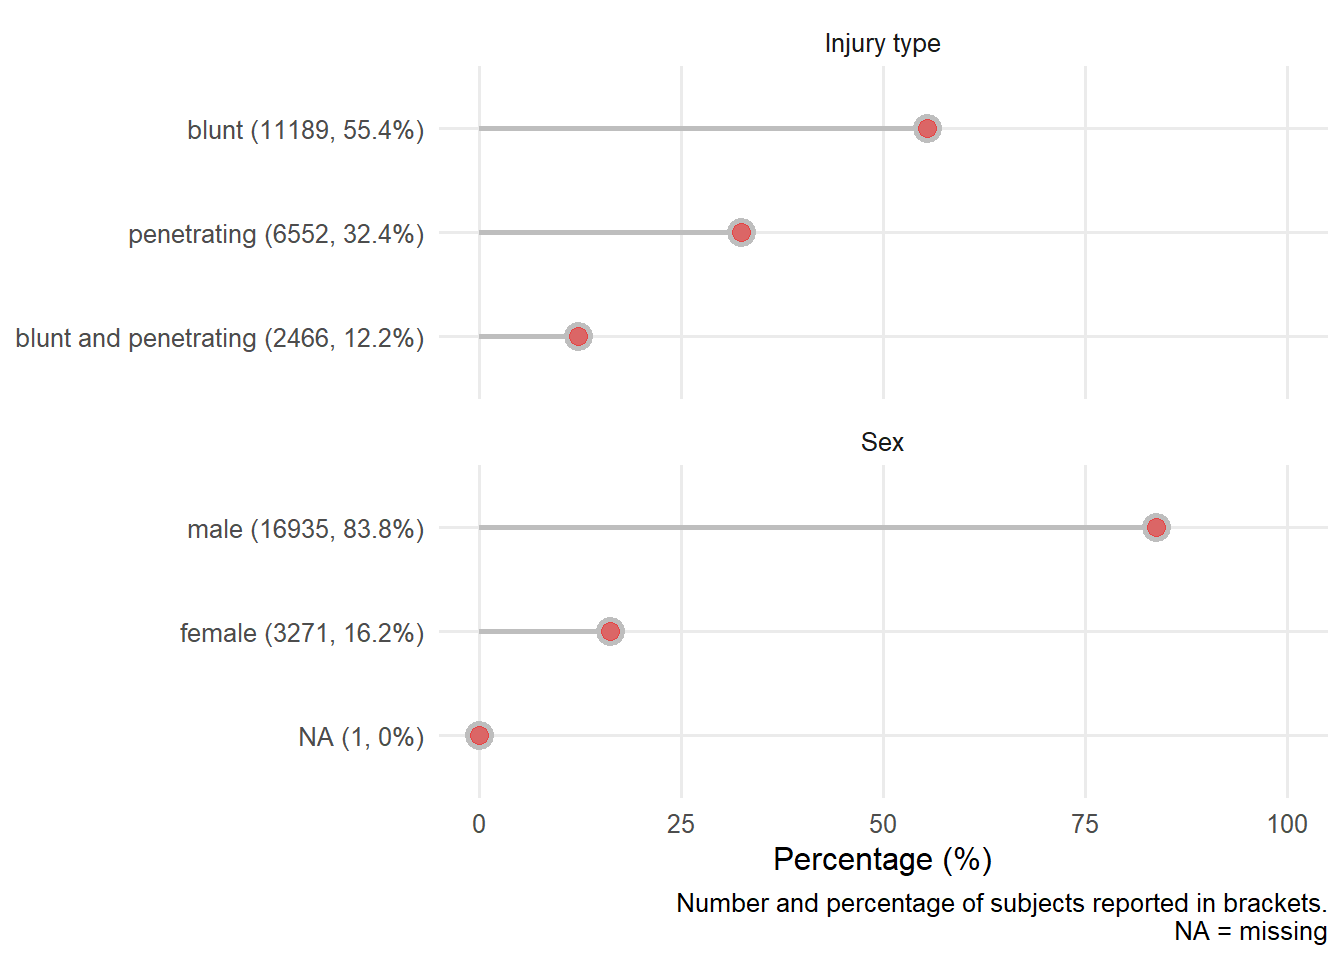 Injury type
blunt (11189, 55.4%)
penetrating (6552, 32.4%)
blunt and penetrating (2466, 12.2%)
Sex
male (16935, 83.8%)
female (3271, 16.2%)
NA (1, 0%)
0 25 50 75 100
Percentage (%)
Number and percentage of subjects reported in brackets.
NA = missing